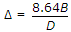 Δ = 8.64B / D